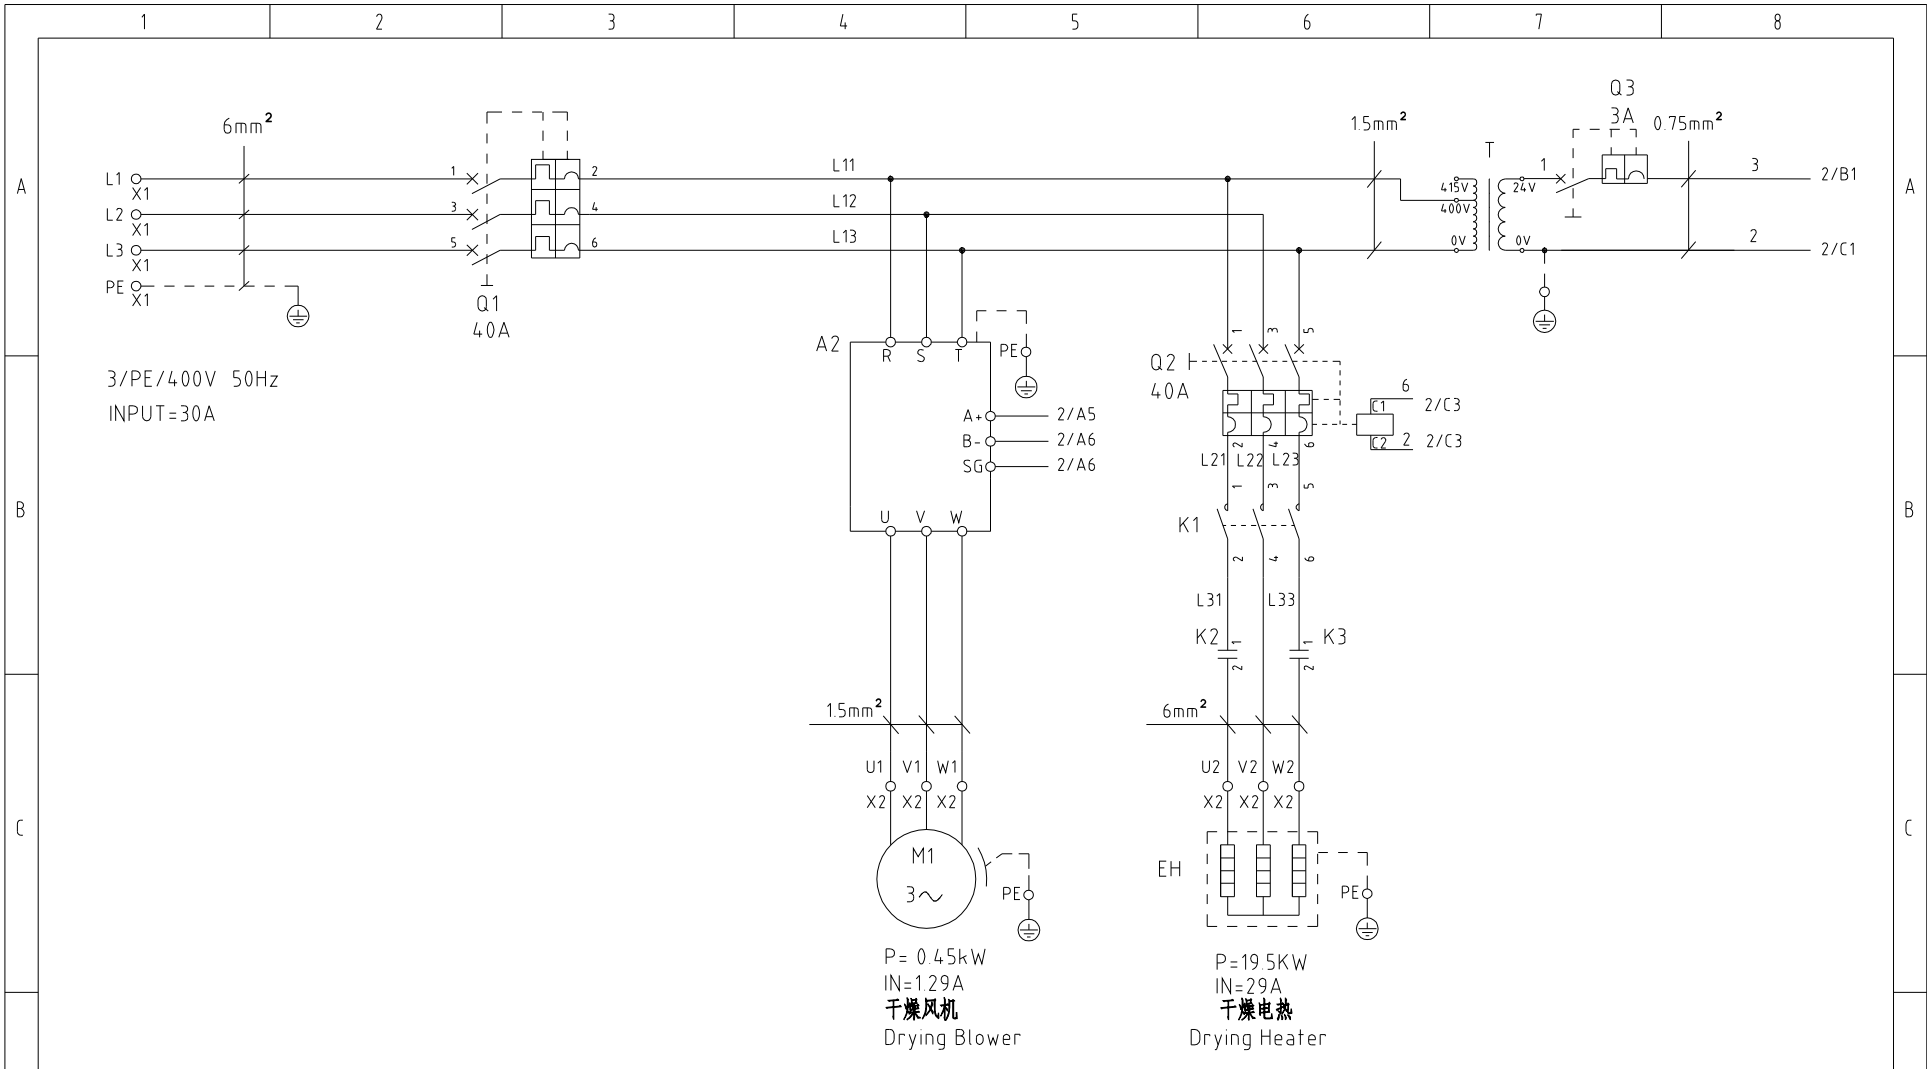 1 2 3 4 5 6 7 8
A A
B B
C C
6mm²
L1
X1
L2
X1
L3
X1
PE
X1
3/PE/400V 50Hz
INPUT=30A
1 2
3 4
5 6
Q1
40A
L11
L12
L13
A2
R S T
PE
A+ 2/A5
B- 2/A6
SG 2/A6
U V W
1.5mm²
U1 V1 W1
X2 X2 X2
M1
3~
PE
P= 0.45kW
IN=1.29A
干燥风机
Drying Blower
1 3 5
Q2
40A
6
C1 2/C3
C2 2 2/C3
2 4 6
L21 L22 L23
1 3 5
K1
2 4 6
L31 L33
K2 1 1 K3
2 2
6mm²
U2 V2 W2
X2 X2 X2
EH
PE
P=19.5KW
IN=29A
干燥电热
Drying Heater
1.5mm²
T
415V 24V
400V
0V 0V
Q3
3A
1
0.75mm²
3 2/B1
2 2/C1